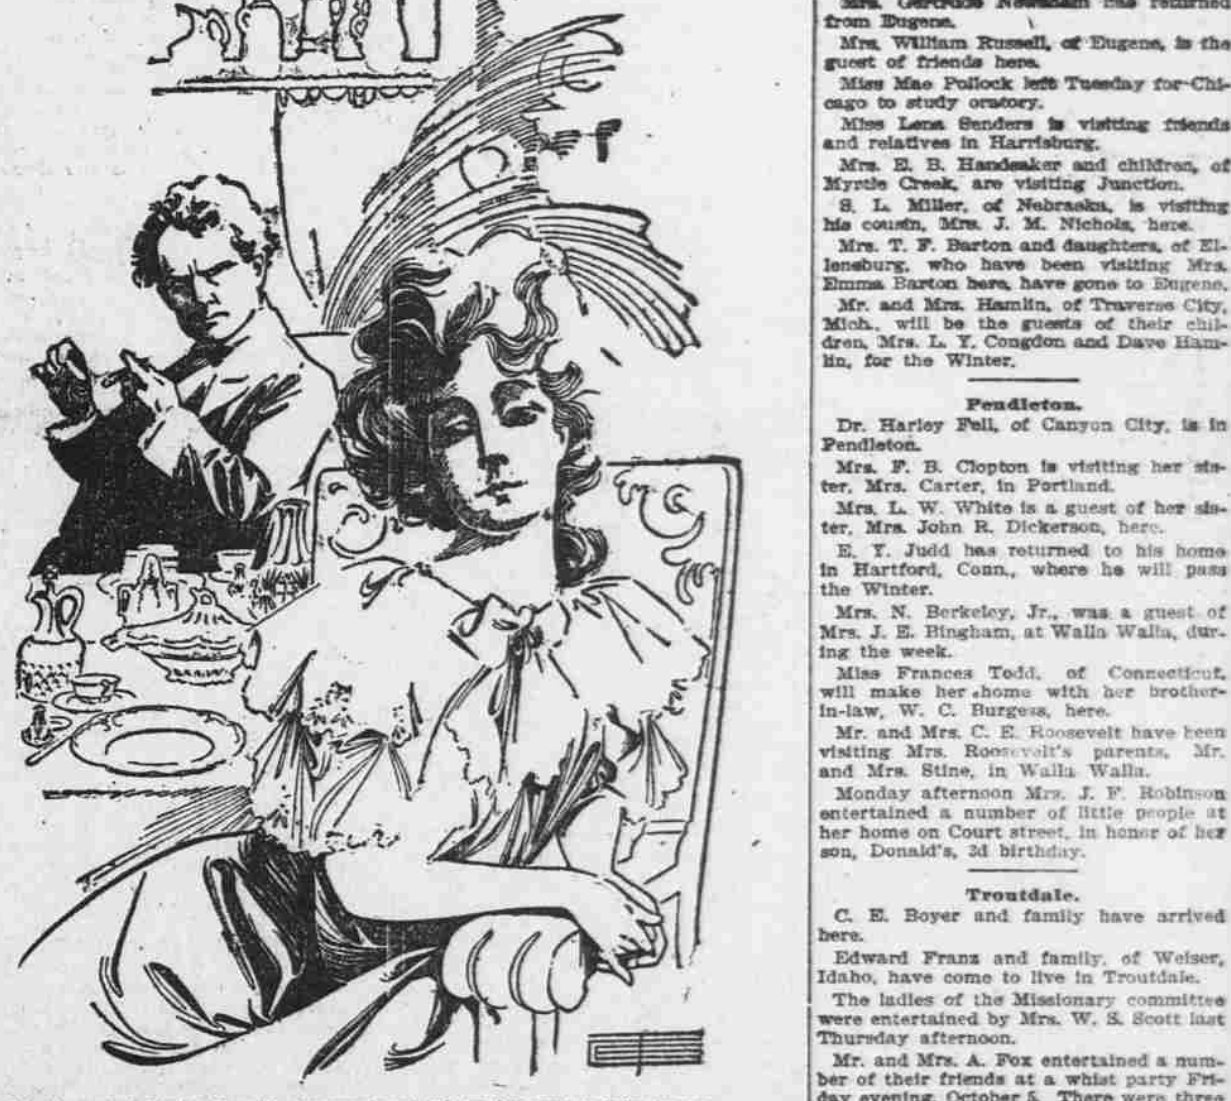 Mrs. Gertrude Newsham has returned
from Eugene.
Mrs. William Russell, of Eugene, is the
guest of friends here.
Miss Mae Pollock left Tuesday for Chi-
cago to study oratory.
Miss Lena Senders is visiting friends
and relatives in Harrisburg.
Mrs. E. B. Handsaker and children, of
Myrtle Creek, are visiting Junction.
S. L. Miller, of Nebraska, is visiting
his cousin, Mrs. J. M. Nichols, here.
Mrs. T. F. Barton and daughters, of El-
lensburg, who have been visiting Mrs.
Emma Barton here, have gone to Eugene.
Mr. and Mrs. Hamlin, of Traverse City,
Mich., will be the guests of their chil-
dren, Mrs. L. Y. Congdon and Dave Ham-
lin, for the Winter.
Pendleton.
Dr. Harley Fell, of Canyon City, is in
Pendleton.
Mrs. F. B. Clopton is visiting her sis-
ter, Mrs. Carter, in Portland.
Mrs. L. W. White is a guest of her sis-
ter, Mrs. John R. Dickerson, here.
E. Y. Judd has returned to his home
in Hartford, Conn., where he will pass
the Winter.
Mrs. N. Berkeley, Jr., was a guest of
Mrs. J. E. Bingham, at Walla Walla, dur-
ing the week.
Miss Frances Todd, of Connecticut,
will make her home with her brother-
in-law, W. C. Burgess, here.
Mr. and Mrs. C. E. Roosevelt have been
visiting Mrs. Roosevelt's parents, Mr.
and Mrs. Stine, in Walla Walla.
Monday afternoon Mrs. J. F. Robinson
entertained a number of little people at
her home on Court street, in honor of her
son, Donald's, 3d birthday.
Troutdale.
C. E. Boyer and family have arrived
here.
Edward Franz and family, of Weiser,
Idaho, have come to live in Troutdale.
The ladies of the Missionary committee
were entertained by Mrs. W. S. Scott last
Thursday afternoon.
Mr. and Mrs. A. Fox entertained a num-
ber of their friends at a whist party Fri-
day evening, October 5. There were three